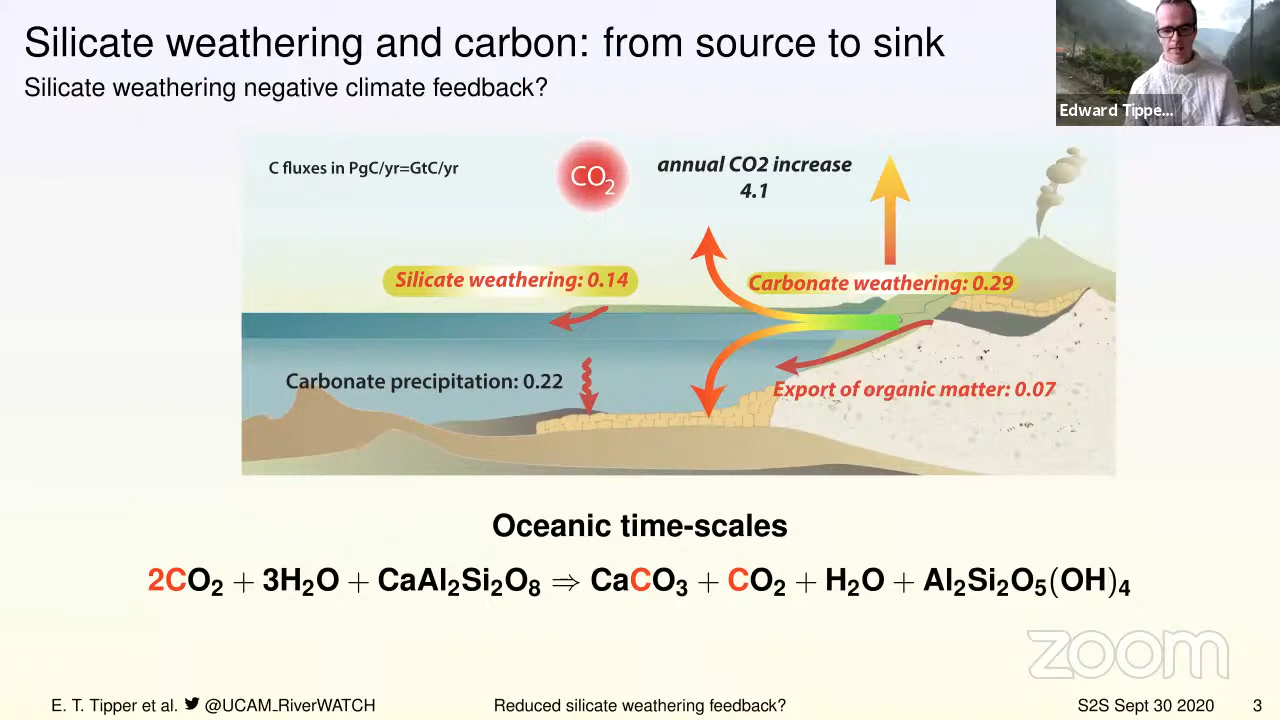 Silicate weathering and carbon: from source to sink
Silicate weathering negative climate feedback?
Edward Tippe...
C fluxes in PgC/yr=GtC/yr
CO₂
annual CO2 increase
4.1
Silicate weathering: 0.14
Carbonate weathering: 0.29
Carbonate precipitation: 0.22
Export of organic matter: 0.07
Oceanic time-scales
2CO₂ + 3H₂O + CaAl₂Si₂O₈ ⇒ CaCO₃ + CO₂ + H₂O + Al₂Si₂O₅(OH)₄
zoom
E. T. Tipper et al. @UCAM_RiverWATCH Reduced silicate weathering feedback? S2S Sept 30 2020 3